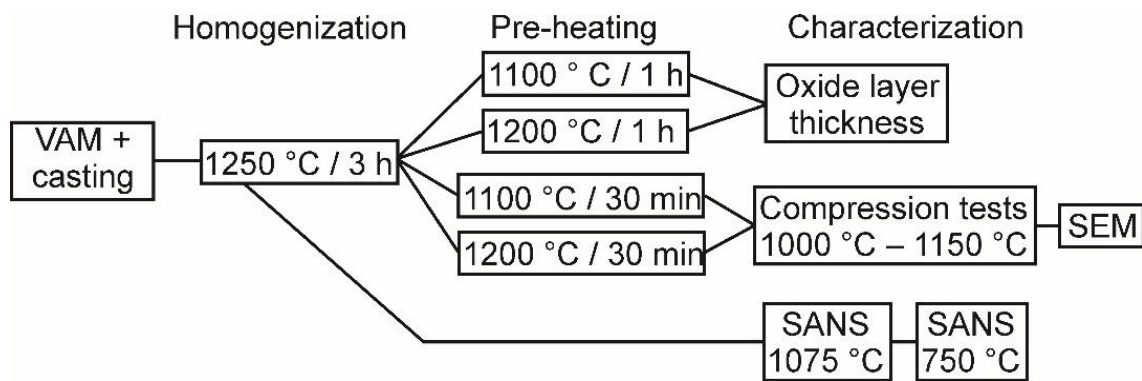 Homogenization
Pre-heating
Characterization
1100 ° C / 1 h
1200 °C / 1 h
Oxide layer
thickness
VAM +
casting
1250 °C / 3 h
1100 °C / 30 min
1200 °C / 30 min
Compression tests
1000 °C – 1150 °C
SEM
SANS
1075 °C
SANS
750 °C